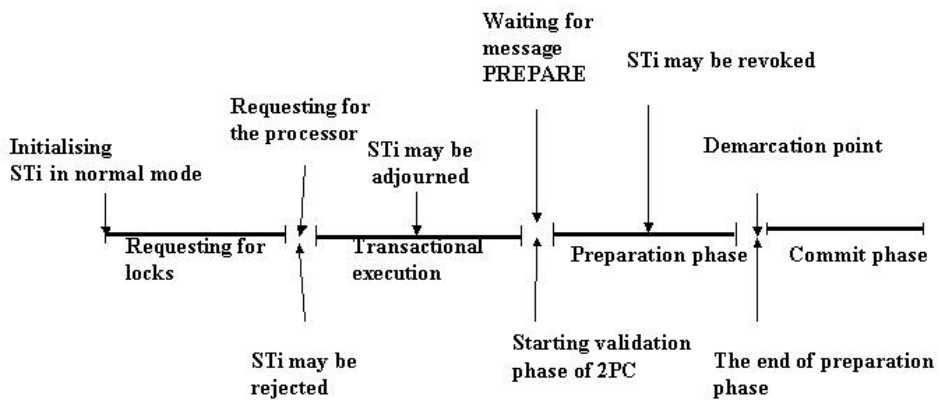 Waiting for
message
PREPARE
STi may be revoked
Requesting for
the processor
Initialising
STi in normal mode
STi may be
adjourned
Demarcation point
Requesting for
locks
Transactional
execution
Preparation phase
Commit phase
STi may be
rejected
Starting validation
phase of 2PC
The end of preparation
phase